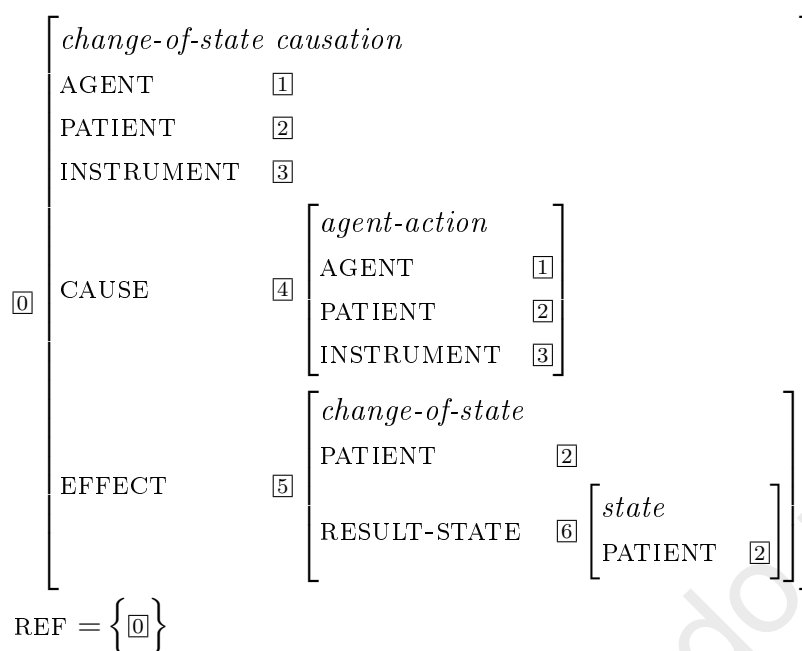 change-of-state causation
AGENT 1
PATIENT 2
INSTRUMENT 3
agent-action
AGENT 1
0 CAUSE 4 PATIENT 2
INSTRUMENT 3
change-of-state
PATIENT 2
EFFECT 5
state
RESULT-STATE 6
PATIENT 2
REF = {0}
do